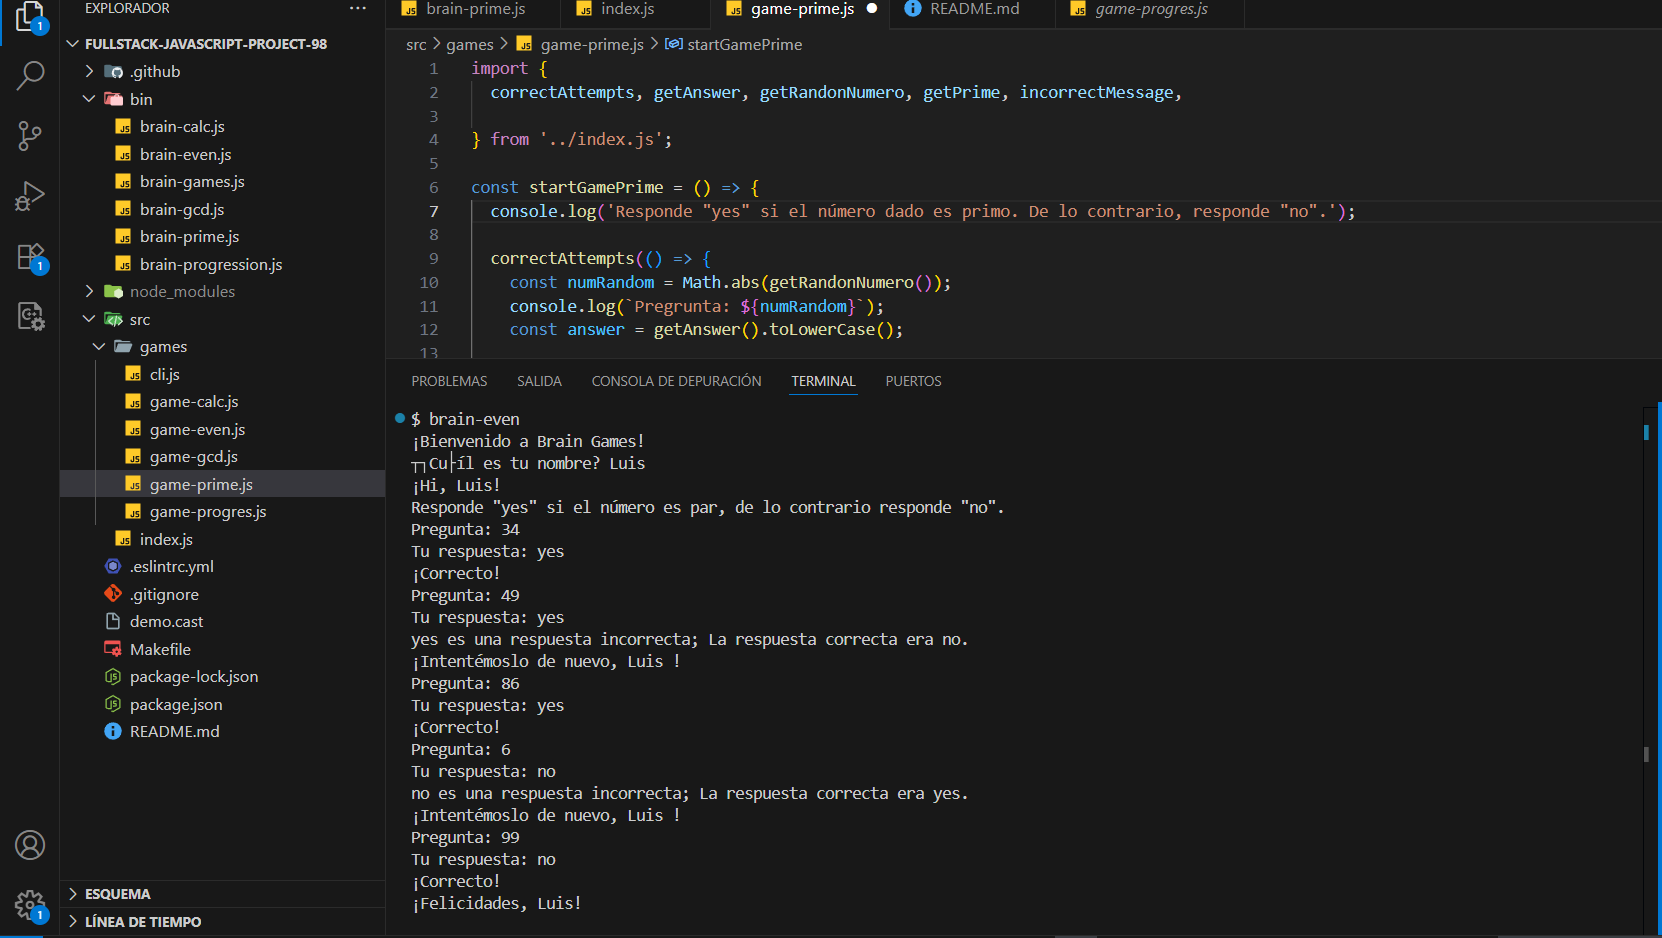 EXPLORADOR
brain-prime.js
index.js
game-prime.js
README.md
game-progres.js
1
FULLSTACK-JAVASCRIPT-PROJECT-98
.github
bin
brain-calc.js
brain-even.js
brain-games.js
brain-gcd.js
brain-prime.js
brain-progression.js
node_modules
src
games
cli.js
game-calc.js
game-even.js
game-gcd.js
game-prime.js
game-progres.js
index.js
.eslintrc.yml
.gitignore
demo.cast
Makefile
package-lock.json
package.json
README.md
1
1
ESQUEMA
LÍNEA DE TIEMPO
src > games > game-prime.js > startGamePrime
1 import {
2 correctAttempts, getAnswer, getRandonNumero, getPrime, incorrectMessage,
3
4 } from '../index.js';
5
6 const startGamePrime = () => {
7 console.log('Responde "yes" si el número dado es primo. De lo contrario, responde "no".');
8
9 correctAttempts(() => {
10 const numRandom = Math.abs(getRandonNumero());
11 console.log(`Pregrunta: ${numRandom}`);
12 const answer = getAnswer().toLowerCase();
13
PROBLEMAS SALIDA CONSOLA DE DEPURACIÓN TERMINAL PUERTOS
$ brain-even
¡Bienvenido a Brain Games!
┬┐Cu├íl es tu nombre? Luis
¡Hi, Luis!
Responde "yes" si el número es par, de lo contrario responde "no".
Pregunta: 34
Tu respuesta: yes
¡Correcto!
Pregunta: 49
Tu respuesta: yes
yes es una respuesta incorrecta; La respuesta correcta era no.
¡Intentémoslo de nuevo, Luis !
Pregunta: 86
Tu respuesta: yes
¡Correcto!
Pregunta: 6
Tu respuesta: no
no es una respuesta incorrecta; La respuesta correcta era yes.
¡Intentémoslo de nuevo, Luis !
Pregunta: 99
Tu respuesta: no
¡Correcto!
¡Felicidades, Luis!